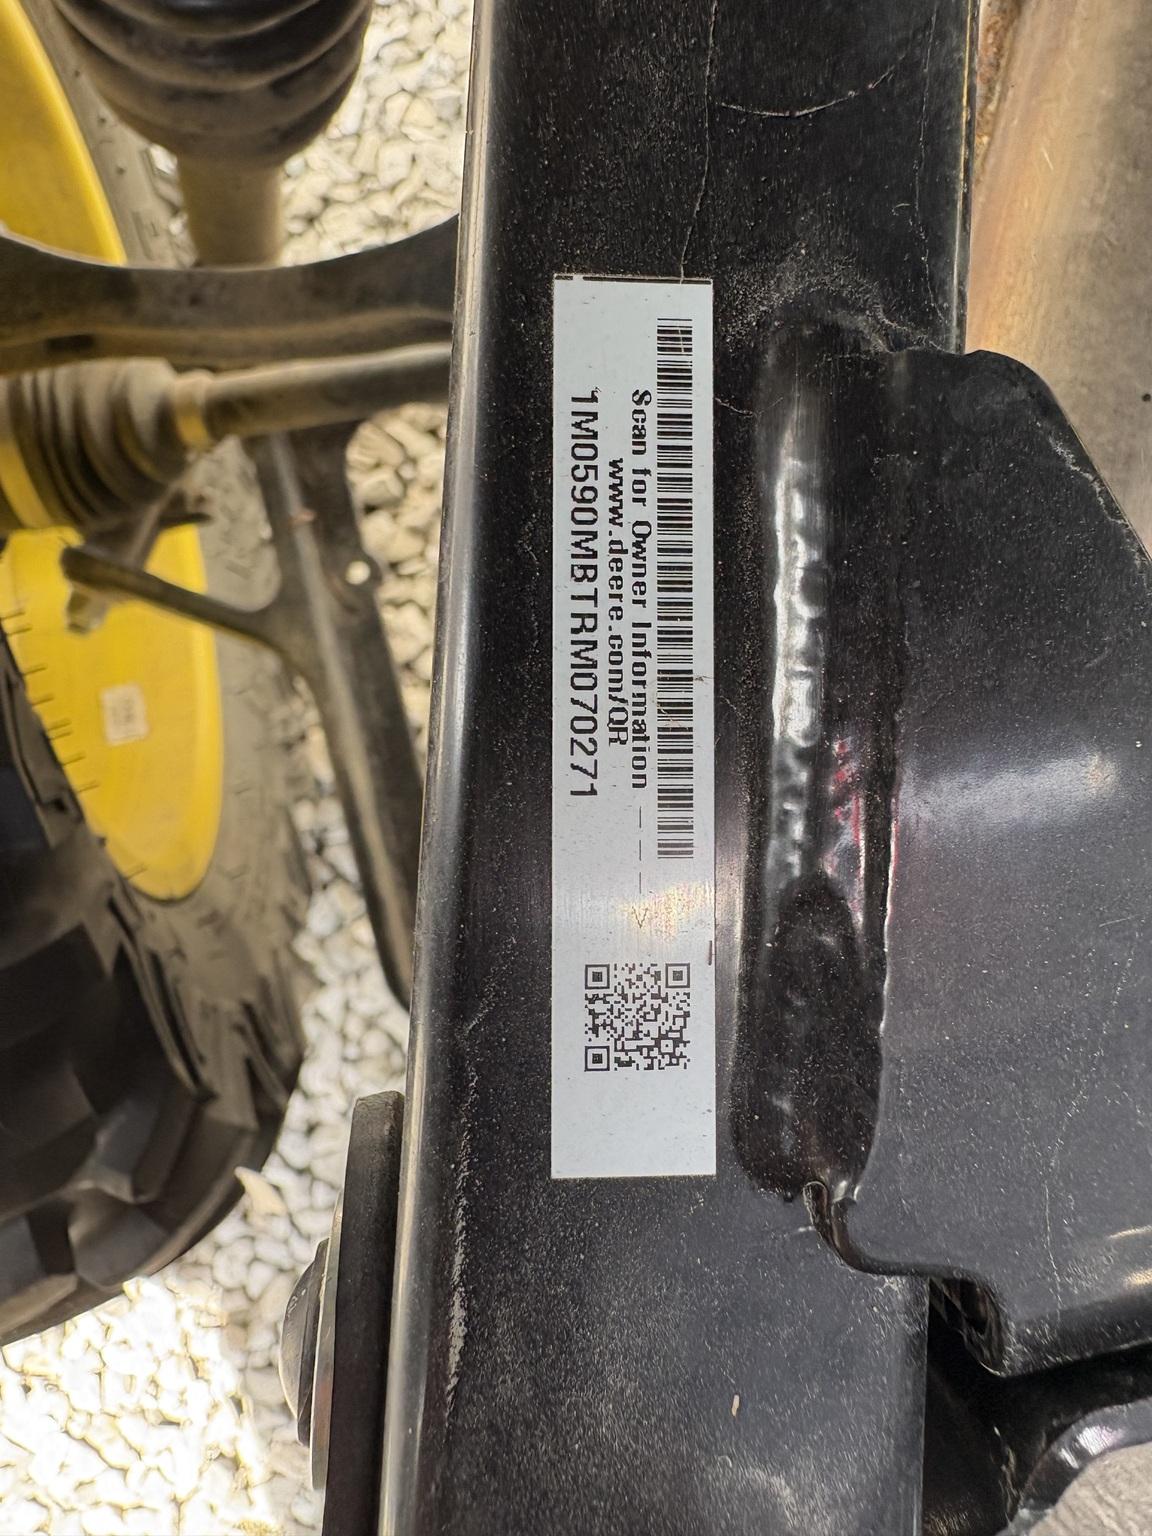 Scan for Owner Information ---->
www.deere.com/QR
1M0590MBTRM070271